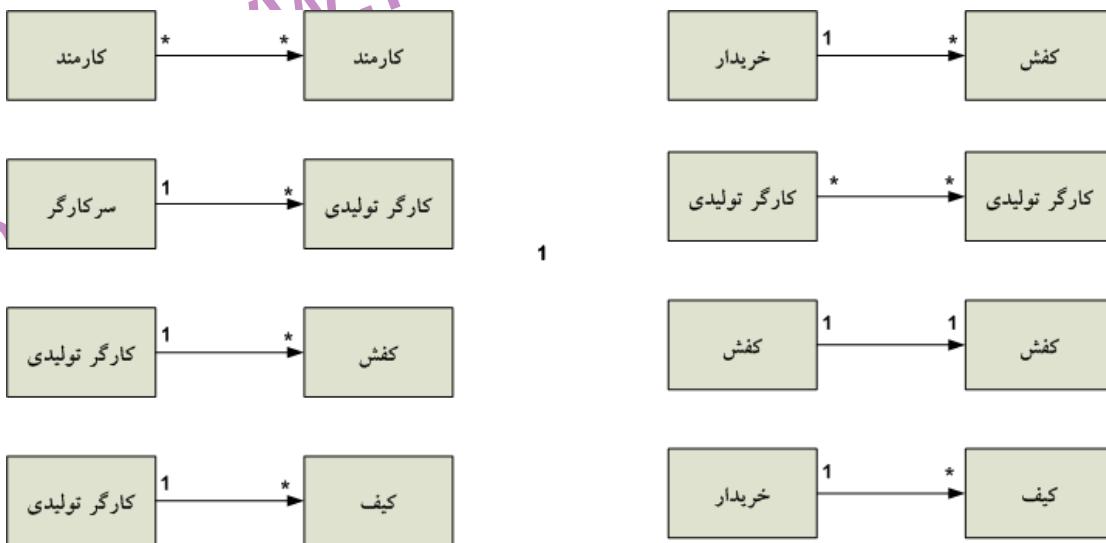 کارمند * * کارمند
خریدار 1 * کفش
سرکارگر 1 * کارگر تولیدی
کارگر تولیدی * * کارگر تولیدی
1
کارگر تولیدی 1 * کفش
کفش 1 1 کفش
کارگر تولیدی 1 * کیف
خریدار 1 * کیف